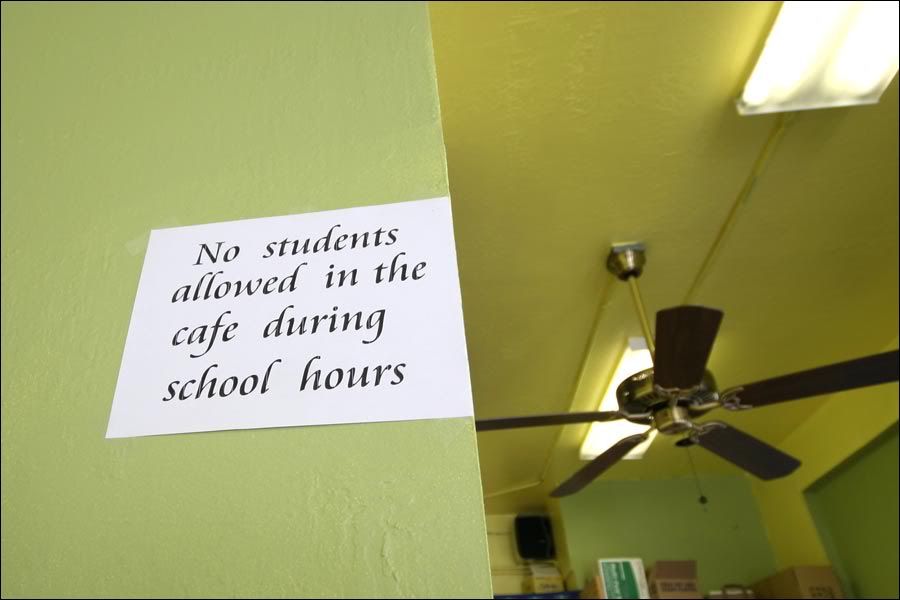 No students
allowed in the
cafe during
school hours